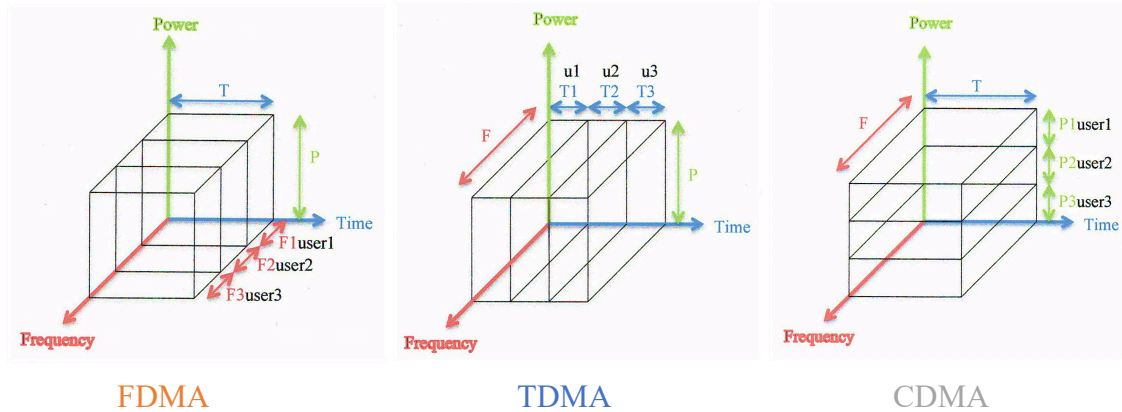 Power
T
P
Time
F1user1
F2user2
F3user3
Frequency
FDMA
Power
u1 u2 u3
T1 T2 T3
F
P
Time
Frequency
TDMA
Power
T
F
P1user1
P2user2
P3user3
Time
Frequency
CDMA